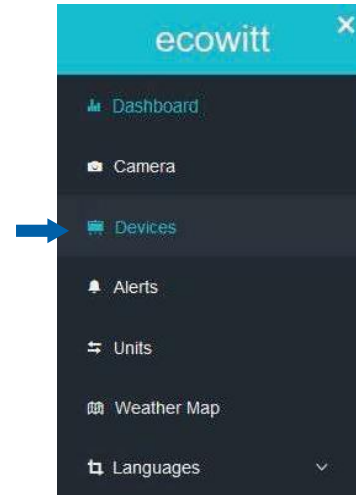 ecowitt
Dashboard
Camera
Devices
Alerts
Units
Weather Map
Languages